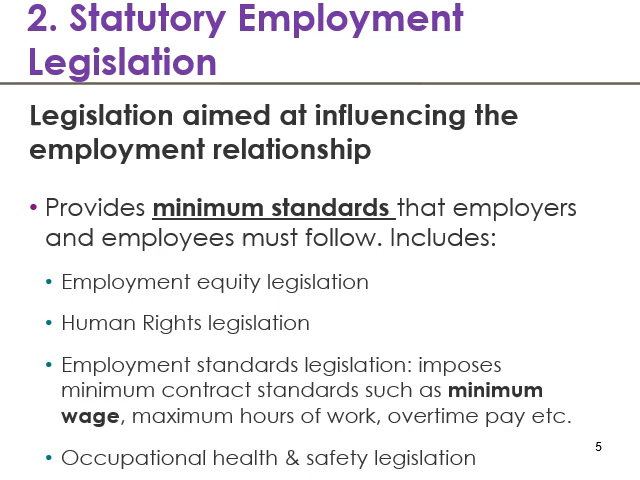 2. Statutory Employment
Legislation
Legislation aimed at influencing the
employment relationship
• Provides minimum standards that employers
and employees must follow. Includes:
• Employment equity legislation
• Human Rights legislation
• Employment standards legislation: imposes
minimum contract standards such as minimum
wage, maximum hours of work, overtime pay etc.
• Occupational health & safety legislation
5